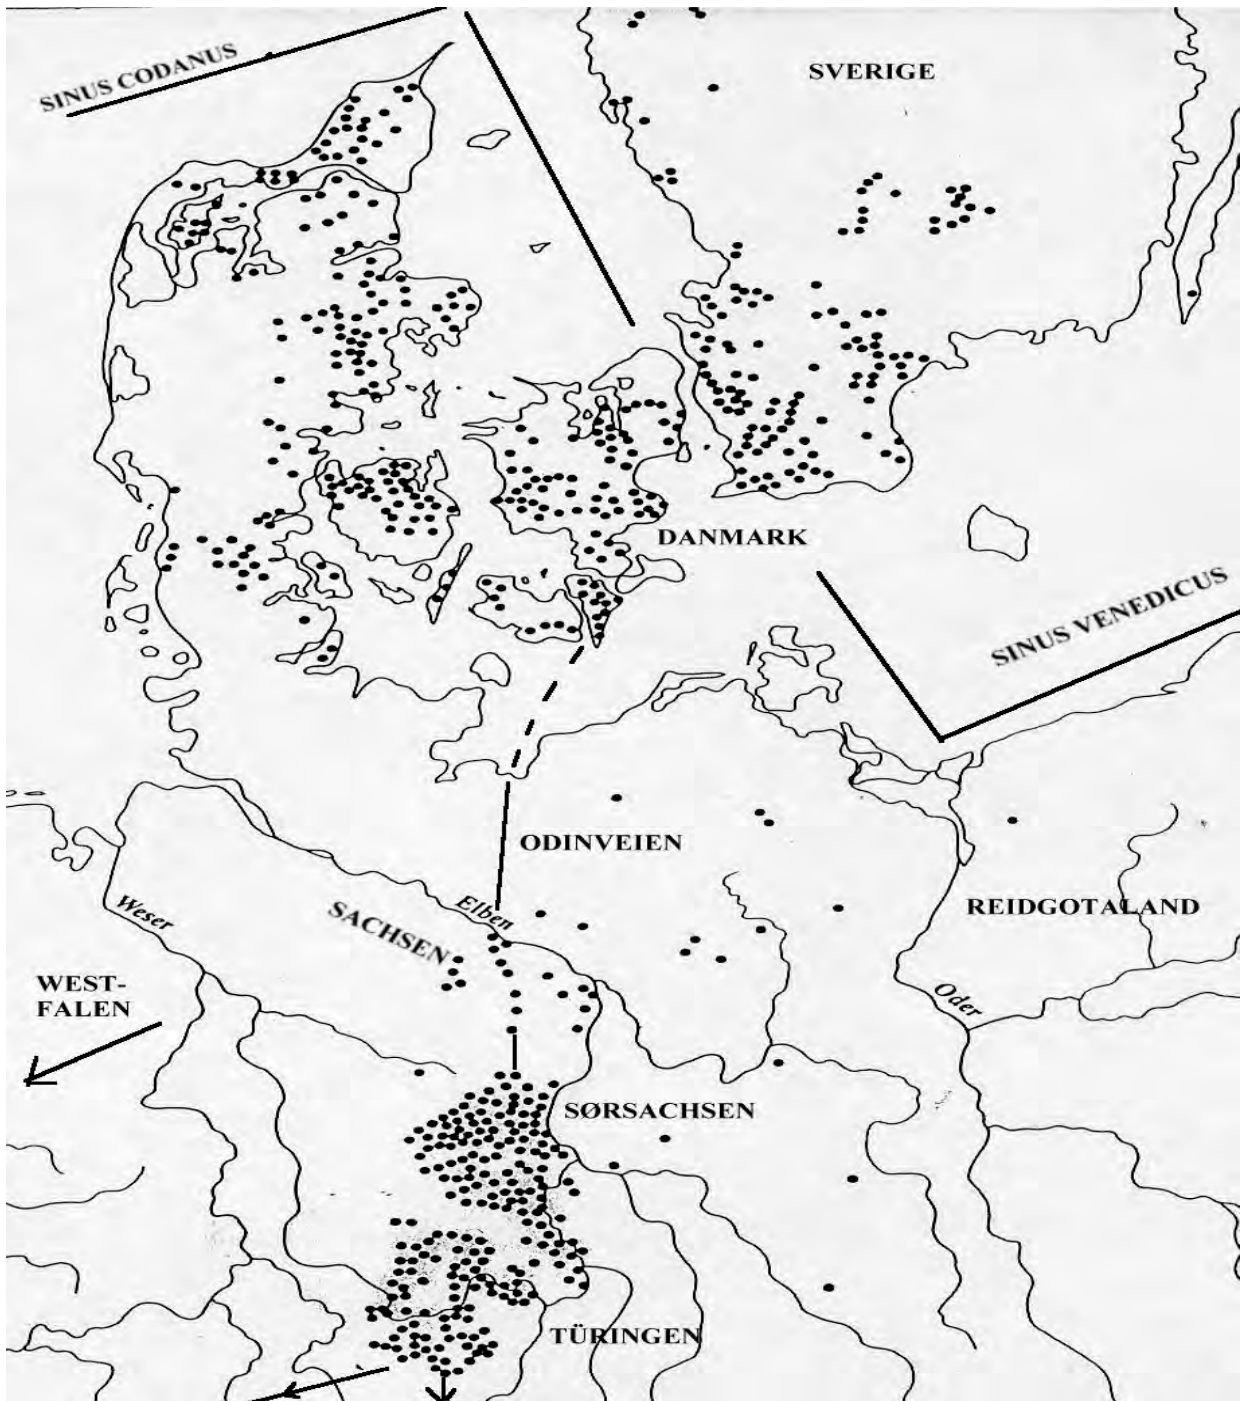 SINUS CODANUS
SVERIGE
DANMARK
SINUS VENEDICUS
ODINVEIEN
REIDGOTALAND
Weser
Elben
SACHSEN
WEST-
FALEN
Oder
SØRSACHSEN
TÜRINGEN